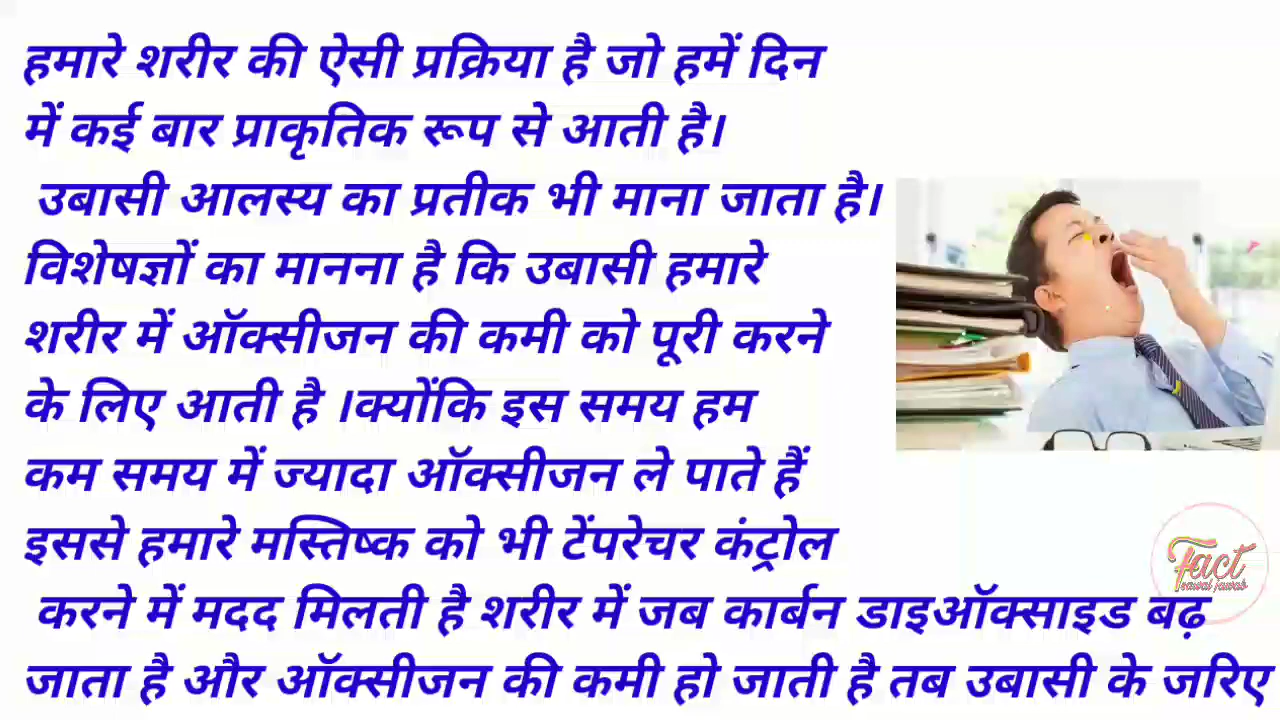 हमारे शरीर की ऐसी प्रक्रिया है जो हमें दिन
में कई बार प्राकृतिक रूप से आती है।
उबासी आलस्य का प्रतीक भी माना जाता है।
विशेषज्ञों का मानना है कि उबासी हमारे
शरीर में ऑक्सीजन की कमी को पूरी करने
के लिए आती है ।क्योंकि इस समय हम
कम समय में ज्यादा ऑक्सीजन ले पाते हैं
इससे हमारे मस्तिष्क को भी टेंपरेचर कंट्रोल
करने में मदद मिलती है शरीर में जब कार्बन डाइऑक्साइड बढ़
जाता है और ऑक्सीजन की कमी हो जाती है तब उबासी के जरिए
Fact
sawal jawab